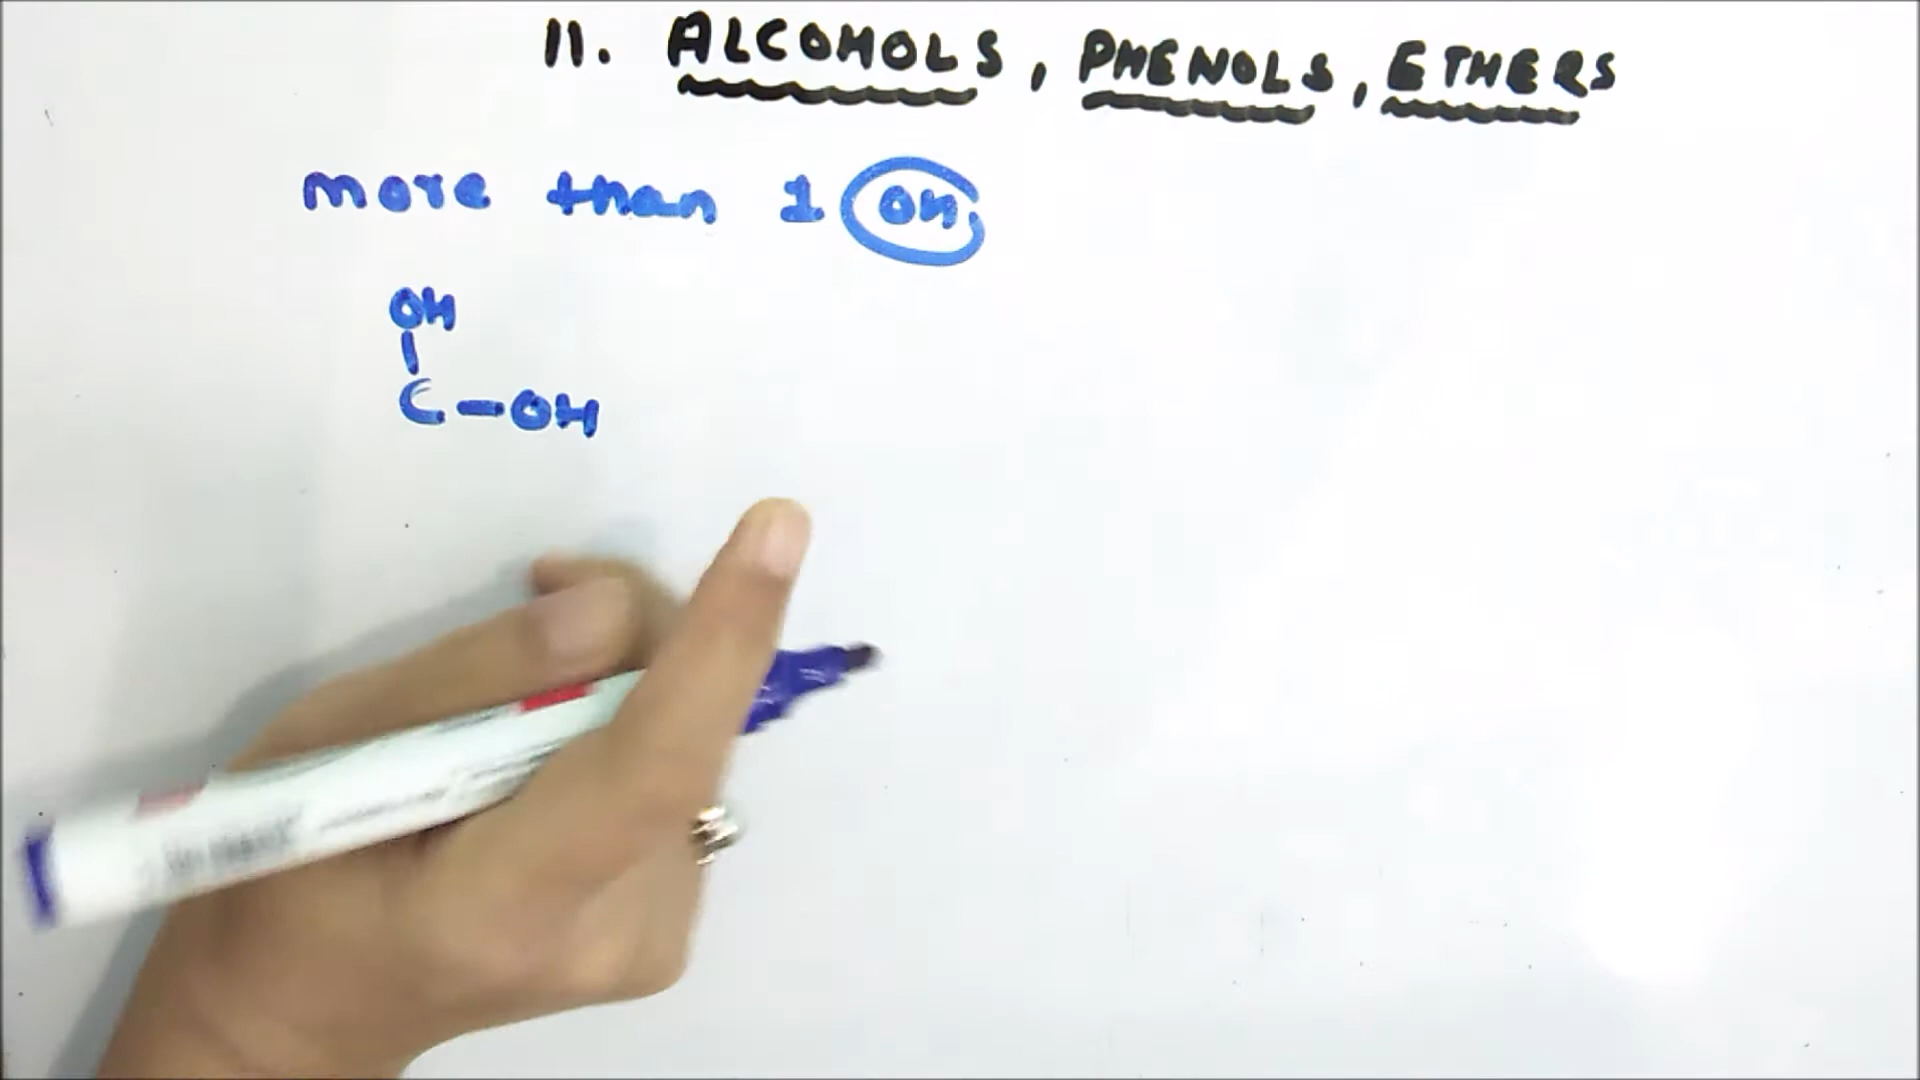 11. ALCOHOLS, PHENOLS, ETHERS
more than 1 OH
OH
C-OH